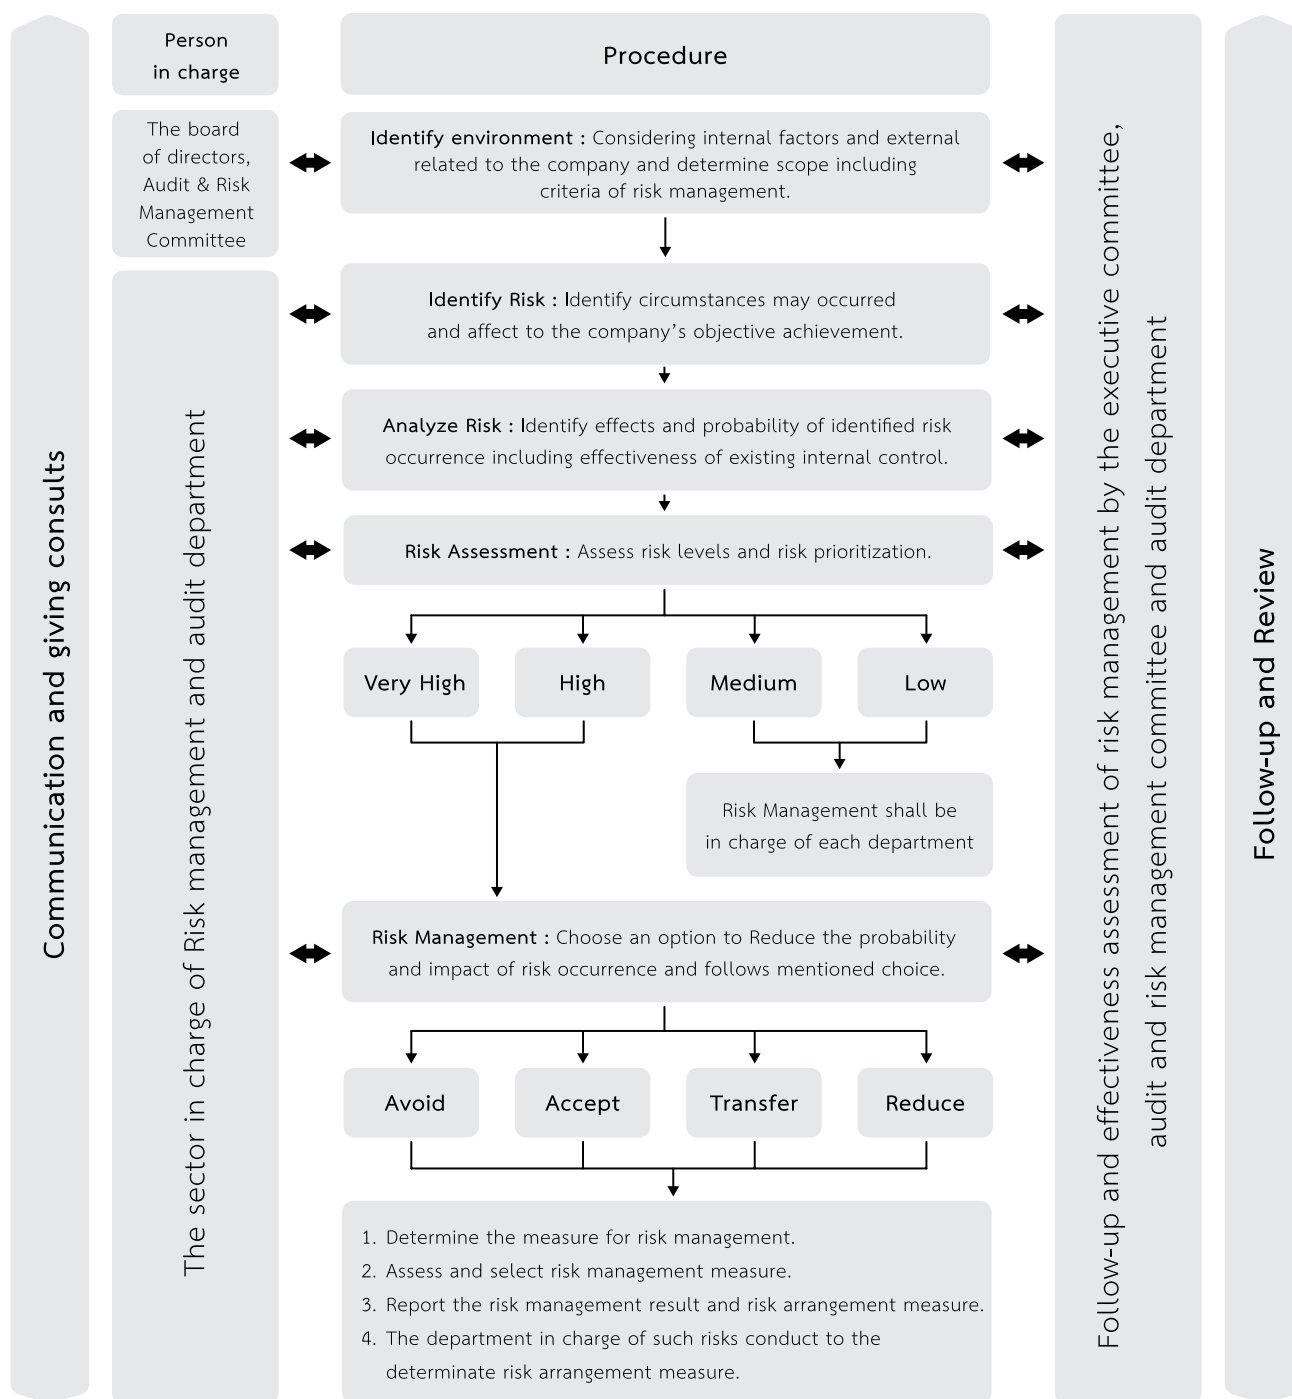 Person
in charge
Procedure
The board
of directors,
Audit & Risk
Management
Committee
Identify environment : Considering internal factors and external
related to the company and determine scope including
criteria of risk management.
Identify Risk : Identify circumstances may occurred
and affect to the company's objective achievement.
Analyze Risk : Identify effects and probability of identified risk
occurrence including effectiveness of existing internal control.
Risk Assessment : Assess risk levels and risk prioritization.
Very High
High
Medium
Low
Risk Management shall be
in charge of each department
Risk Management : Choose an option to Reduce the probability
and impact of risk occurrence and follows mentioned choice.
Avoid
Accept
Transfer
Reduce
1. Determine the measure for risk management.
2. Assess and select risk management measure.
3. Report the risk management result and risk arrangement measure.
4. The department in charge of such risks conduct to the
determinate risk arrangement measure.
Communication and giving consults
The sector in charge of Risk management and audit department
Follow-up and effectiveness assessment of risk management by the executive committee,
audit and risk management committee and audit department
Follow-up and Review